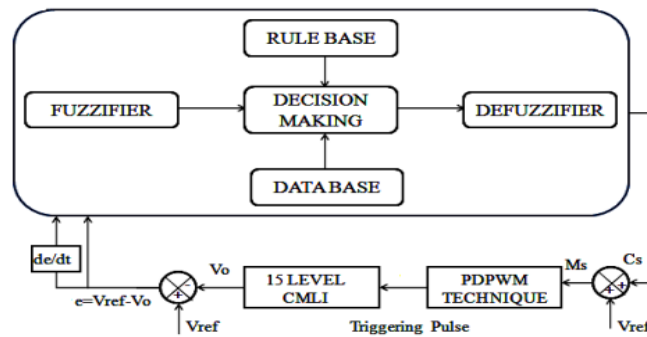 RULE BASE
FUZZIFIER
DECISION
MAKING
DEFUZZIFIER
DATA BASE
de/dt
e=Vref-Vo
-
+
Vref
Vo
15 LEVEL
CMLI
Triggering Pulse
PDPWM
TECHNIQUE
Ms
Cs
+
+
Vref